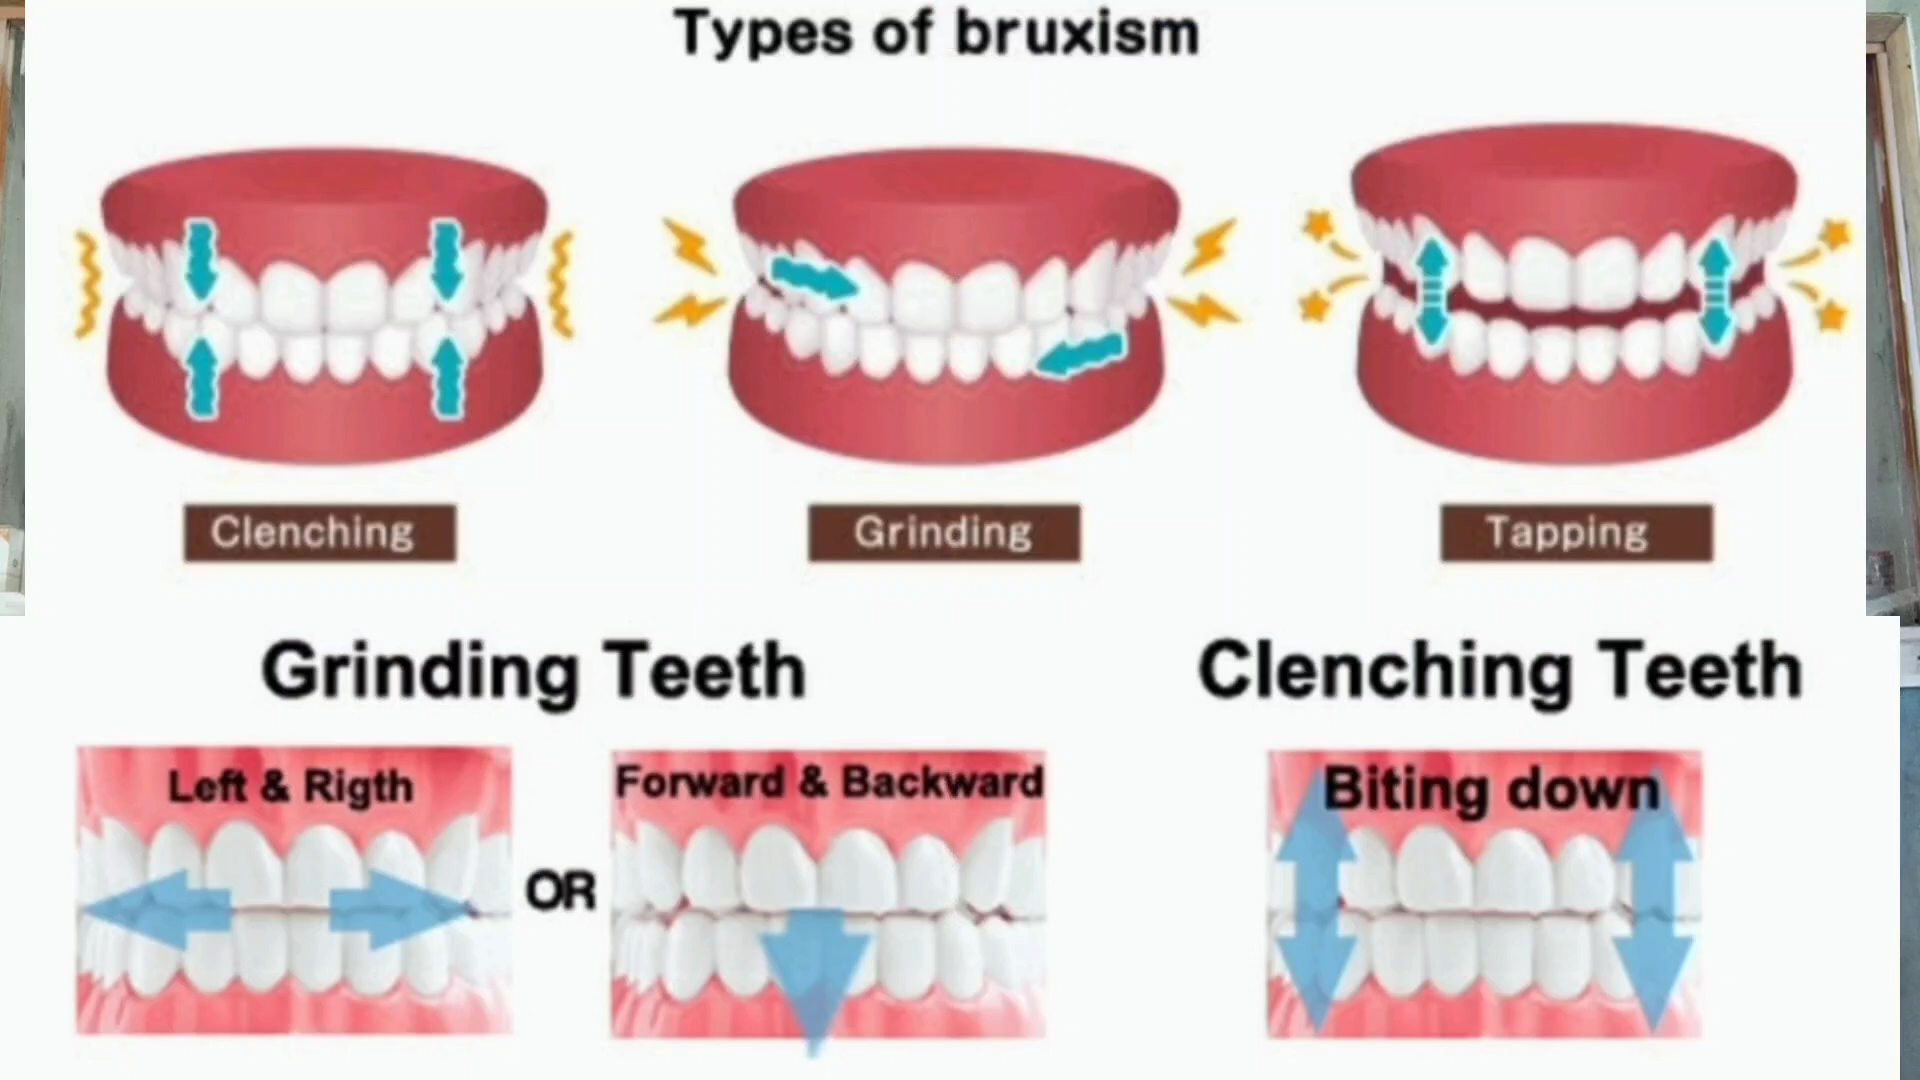 Types of bruxism
Clenching
Grinding
Tapping
Grinding Teeth
Clenching Teeth
Left & Rigth
OR
Forward & Backward
Biting down